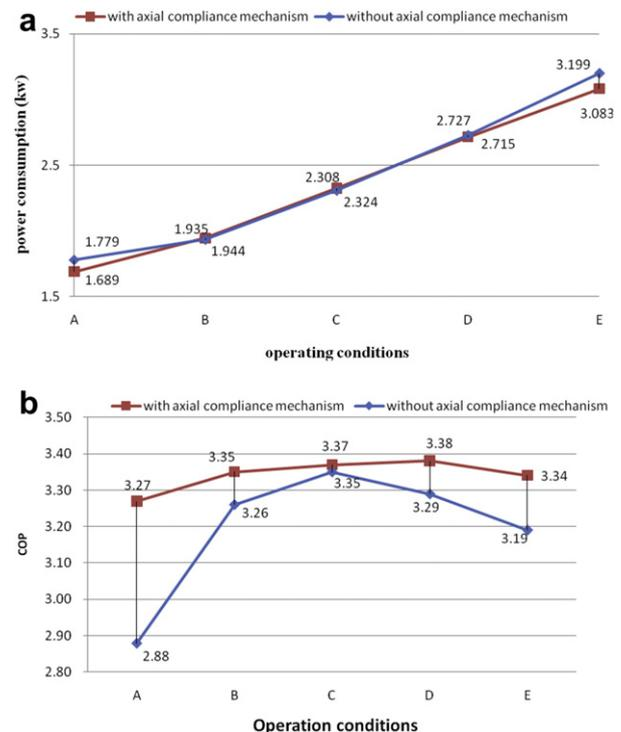 a
with axial compliance mechanism
without axial compliance mechanism
power comsumption (kw)
3.5
2.5
1.5
1.779
1.689
1.935
1.944
2.308
2.324
2.727
2.715
3.199
3.083
A B C D E
operating conditions
b
with axial compliance mechanism
without axial compliance mechanism
COP
3.50
3.40
3.30
3.20
3.10
3.00
2.90
2.80
3.27
2.88
3.35
3.26
3.37
3.35
3.38
3.29
3.34
3.19
A B C D E
Operation conditions